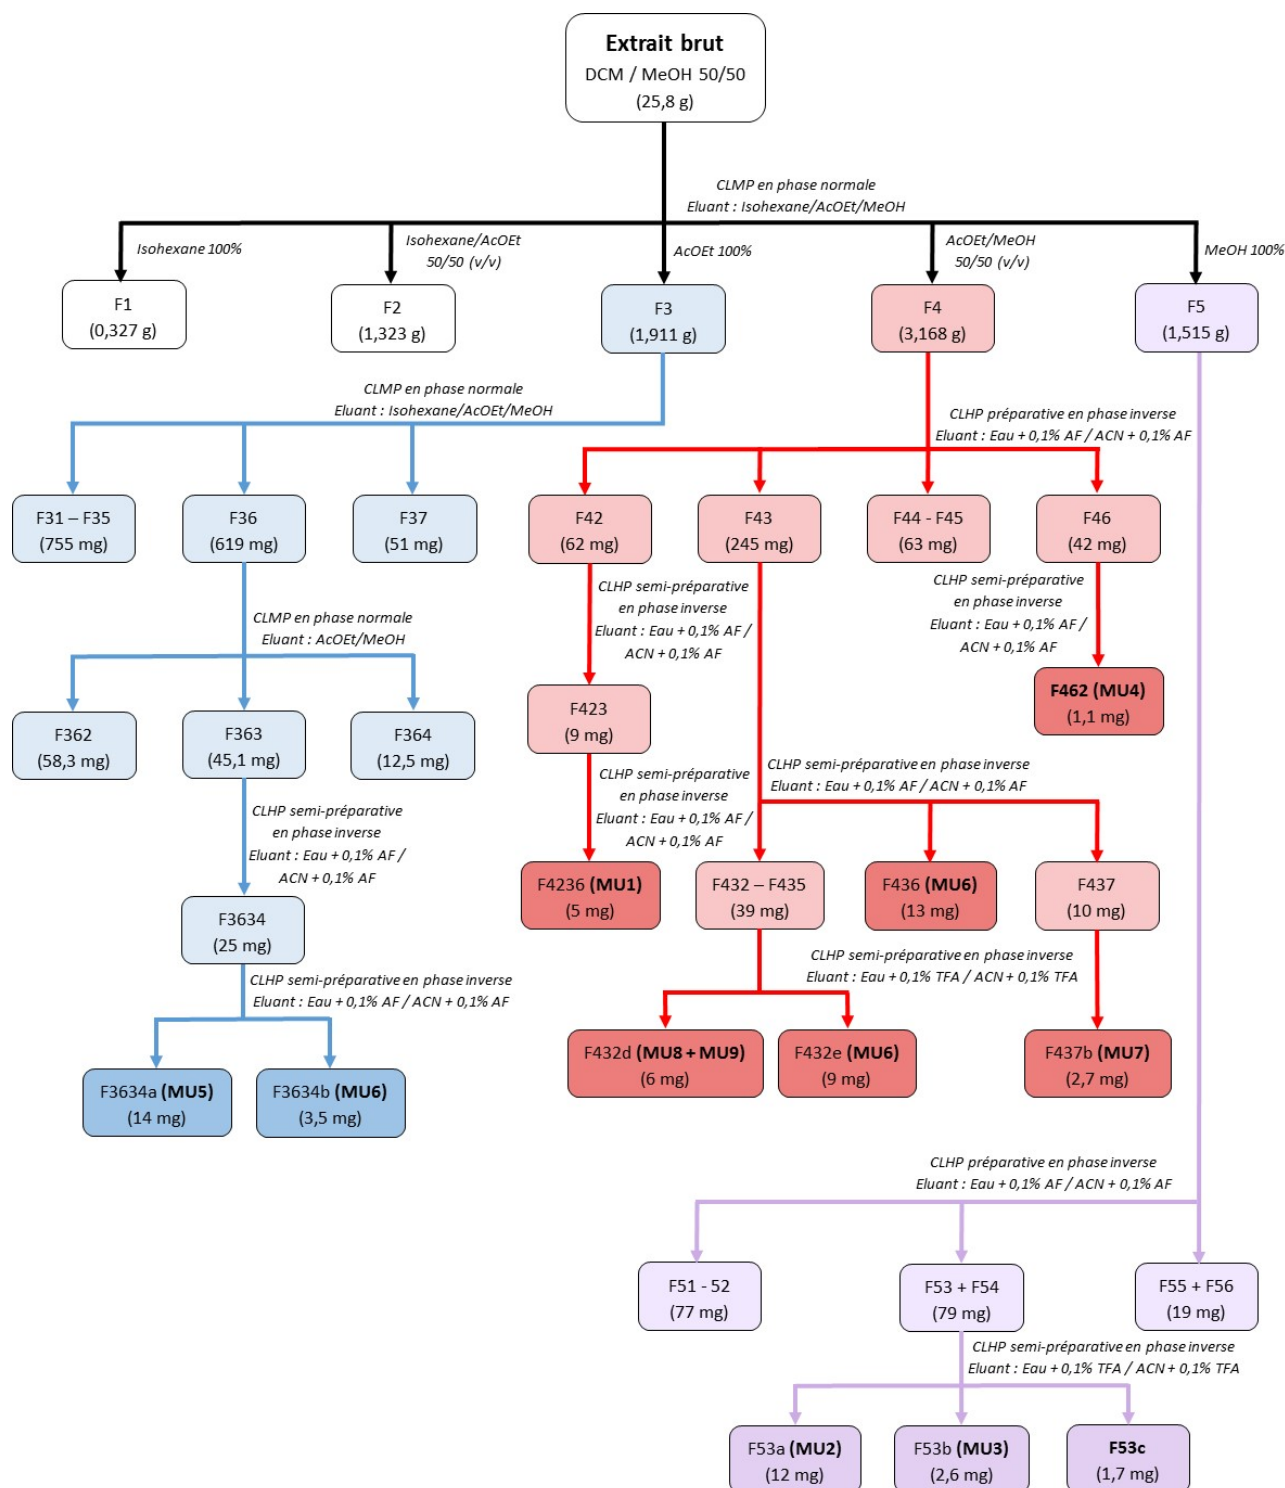 Extrait brut
DCM / MeOH 50/50
(25,8 g)
CLMP en phase normale
Eluant : Isohexane/AcOEt/MeOH
Isohexane 100%
Isohexane/AcOEt
50/50 (v/v)
AcOEt 100%
AcOEt/MeOH
50/50 (v/v)
MeOH 100%
F1
(0,327 g)
F2
(1,323 g)
F3
(1,911 g)
F4
(3,168 g)
F5
(1,515 g)
CLMP en phase normale
Eluant : Isohexane/AcOEt/MeOH
CLHP préparative en phase inverse
Eluant : Eau + 0,1% AF / ACN + 0,1% AF
F31 – F35
(755 mg)
F36
(619 mg)
F37
(51 mg)
F42
(62 mg)
F43
(245 mg)
F44 - F45
(63 mg)
F46
(42 mg)
CLMP en phase normale
Eluant : AcOEt/MeOH
CLHP semi-préparative
en phase inverse
Eluant : Eau + 0,1% AF /
ACN + 0,1% AF
CLHP semi-préparative
en phase inverse
Eluant : Eau + 0,1% AF /
ACN + 0,1% AF
F462 (MU4)
(1,1 mg)
F362
(58,3 mg)
F363
(45,1 mg)
F364
(12,5 mg)
F423
(9 mg)
CLHP semi-préparative
en phase inverse
Eluant : Eau + 0,1% AF /
ACN + 0,1% AF
CLHP semi-préparative en phase inverse
Eluant : Eau + 0,1% AF / ACN + 0,1% AF
CLHP semi-préparative
en phase inverse
Eluant : Eau + 0,1% AF /
ACN + 0,1% AF
F4236 (MU1)
(5 mg)
F432 – F435
(39 mg)
F436 (MU6)
(13 mg)
F437
(10 mg)
F3634
(25 mg)
CLHP semi-préparative en phase inverse
Eluant : Eau + 0,1% AF / ACN + 0,1% AF
CLHP semi-préparative en phase inverse
Eluant : Eau + 0,1% TFA / ACN + 0,1% TFA
F3634a (MU5)
(14 mg)
F3634b (MU6)
(3,5 mg)
F432d (MU8 + MU9)
(6 mg)
F432e (MU6)
(9 mg)
F437b (MU7)
(2,7 mg)
CLHP préparative en phase inverse
Eluant : Eau + 0,1% AF / ACN + 0,1% AF
F51 - 52
(77 mg)
F53 + F54
(79 mg)
F55 + F56
(19 mg)
CLHP semi-préparative en phase inverse
Eluant : Eau + 0,1% TFA / ACN + 0,1% TFA
F53a (MU2)
(12 mg)
F53b (MU3)
(2,6 mg)
F53c
(1,7 mg)